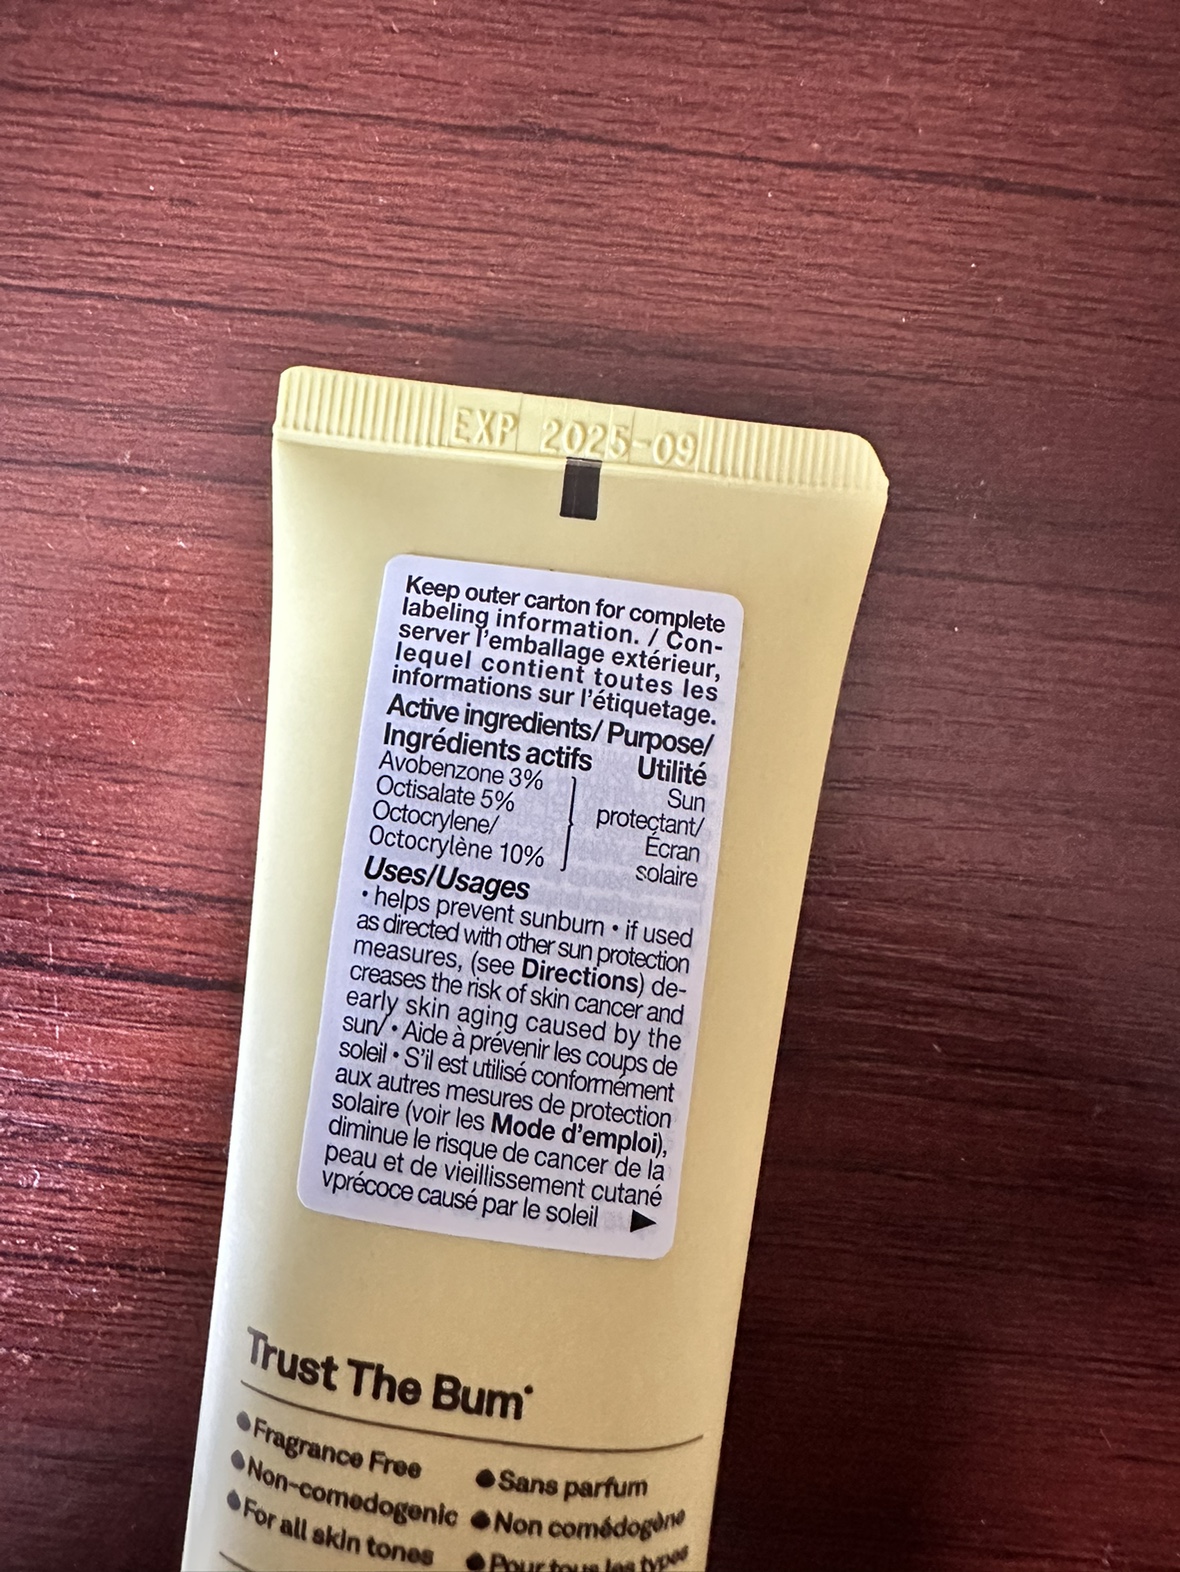 EXP 2025-09
Keep outer carton for complete
labeling information. / Con-
server l'emballage extérieur,
lequel contient toutes les
informations sur l'étiquetage.
Active ingredients/ Purpose/
Ingrédients actifs Utilité
Avobenzone 3%
Octisalate 5%
Octocrylene/
Octocrylène 10%
Sun
protectant/
Écran
solaire
Uses/Usages
• helps prevent sunburn • if used
as directed with other sun protection
measures, (see Directions) de-
creases the risk of skin cancer and
early skin aging caused by the
sun/ • Aide à prévenir les coups de
soleil • S'il est utilisé conformément
aux autres mesures de protection
solaire (voir les Mode d'emploi),
diminue le risque de cancer de la
peau et de vieillissement cutané
vprécoce causé par le soleil
Trust The Bum
Fragrance Free
Non-comedogenic
For all skin tones
Sans parfum
Non comédogène
Pour tous les types